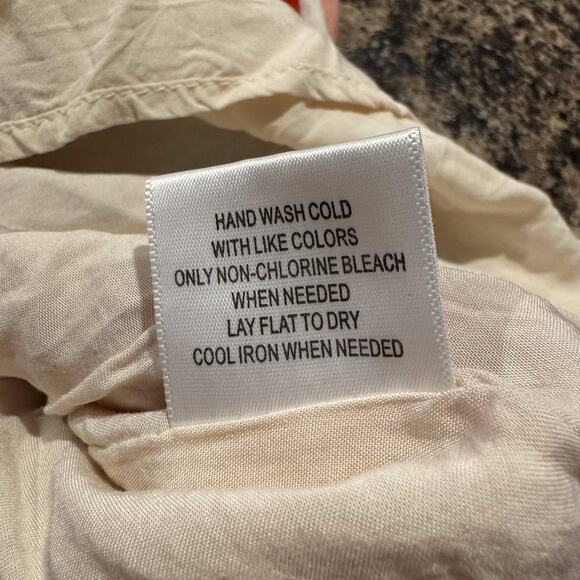 HAND WASH COLD
WITH LIKE COLORS
ONLY NON-CHLORINE BLEACH
WHEN NEEDED
LAY FLAT TO DRY
COOL IRON WHEN NEEDED